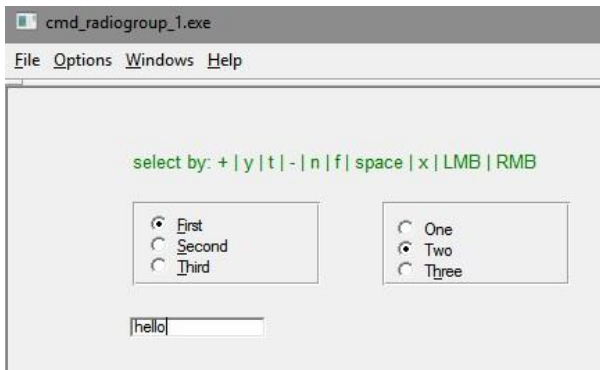 cmd_radiogroup_1.exe
File Options Windows Help
select by: + | y | t | - | n | f | space | x | LMB | RMB
First
Second
Third
One
Two
Three
hello